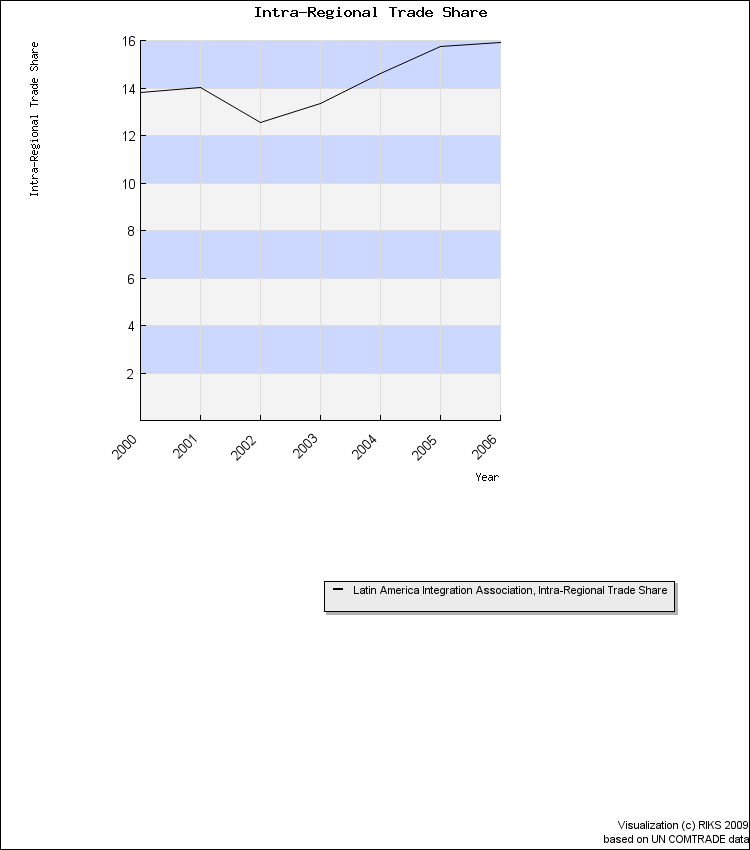 Intra-Regional Trade Share
Intra-Regional Trade Share
16
14
12
10
8
6
4
2
2000
2001
2002
2003
2004
2005
2006
Year
Latin America Integration Association, Intra-Regional Trade Share
Visualization (c) RIKS 2009
based on UN COMTRADE data